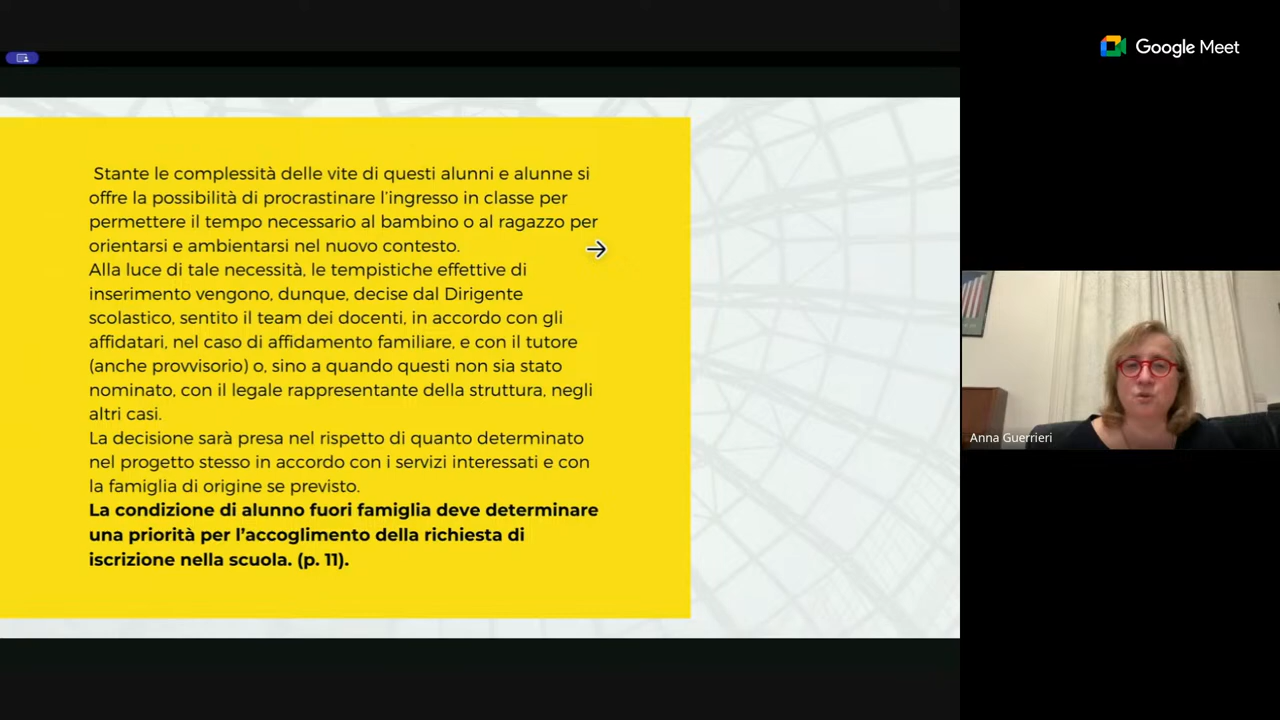 Google Meet
Stante le complessità delle vite di questi alunni e alunne si
offre la possibilità di procrastinare l'ingresso in classe per
permettere il tempo necessario al bambino o al ragazzo per
orientarsi e ambientarsi nel nuovo contesto.
Alla luce di tale necessità, le tempistiche effettive di
inserimento vengono, dunque, decise dal Dirigente
scolastico, sentito il team dei docenti, in accordo con gli
affidatari, nel caso di affidamento familiare, e con il tutore
(anche provvisorio) o, sino a quando questi non sia stato
nominato, con il legale rappresentante della struttura, negli
altri casi.
La decisione sarà presa nel rispetto di quanto determinato
nel progetto stesso in accordo con i servizi interessati e con
la famiglia di origine se previsto.
La condizione di alunno fuori famiglia deve determinare
una priorità per l'accoglimento della richiesta di
iscrizione nella scuola. (p. 11).
Anna Guerrieri